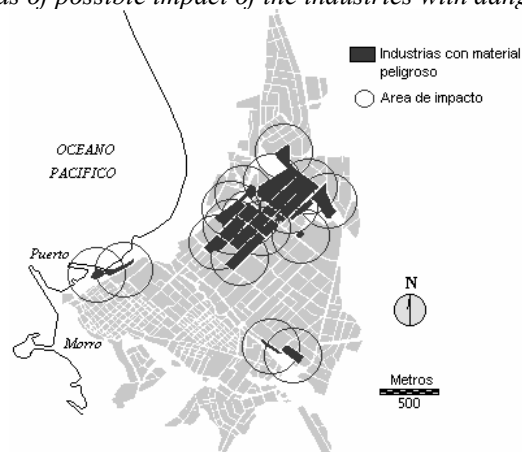 as of possible impact of the industries with dang
Industrias con material
peligroso
Area de impacto
OCEANO
PACIFICO
Puerto
Morro
N
Metros
500